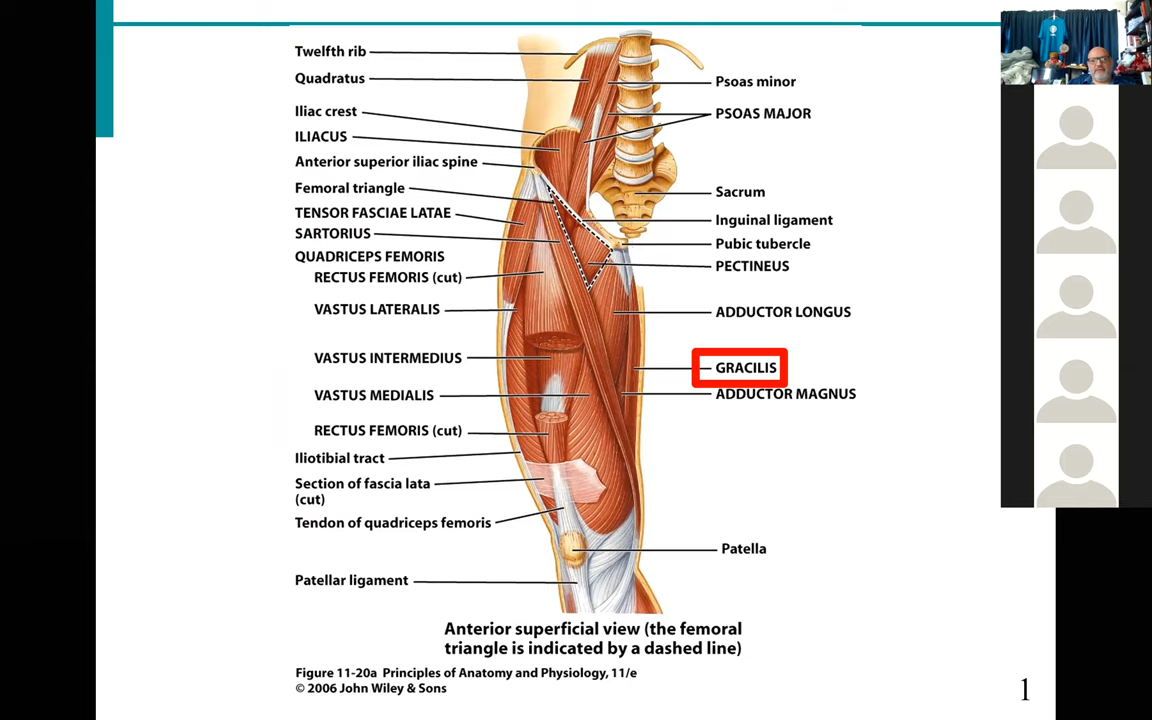 Twelfth rib
Quadratus
Iliac crest
ILIACUS
Anterior superior iliac spine
Femoral triangle
TENSOR FASCIAE LATAE
SARTORIUS
QUADRICEPS FEMORIS
RECTUS FEMORIS (cut)
VASTUS LATERALIS
VASTUS INTERMEDIUS
VASTUS MEDIALIS
RECTUS FEMORIS (cut)
Iliotibial tract
Section of fascia lata
(cut)
Tendon of quadriceps femoris
Patellar ligament
Psoas minor
PSOAS MAJOR
Sacrum
Inguinal ligament
Pubic tubercle
PECTINEUS
ADDUCTOR LONGUS
GRACILIS
ADDUCTOR MAGNUS
Patella
Anterior superficial view (the femoral
triangle is indicated by a dashed line)
Figure 11-20a Principles of Anatomy and Physiology, 11/e
© 2006 John Wiley & Sons
1